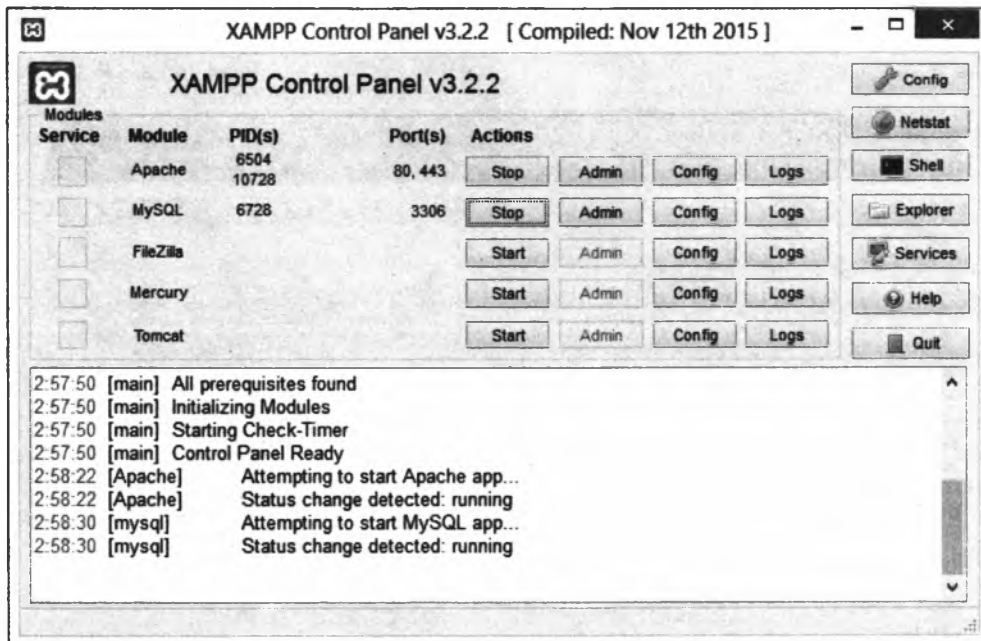 XAMPP Control Panel v3.2.2 [ Compiled: Nov 12th 2015 ]
XAMPP Control Panel v3.2.2
Config
Modules
Netstat
Service Module PID(s) Port(s) Actions
Apache 6504 10728 80, 443 Stop Admin Config Logs
Shell
MySQL 6728 3306 Stop Admin Config Logs
Explorer
FileZilla Start Admin Config Logs
Services
Mercury Start Admin Config Logs
Help
Tomcat Start Admin Config Logs
Quit
2:57:50 [main] All prerequisites found
2:57:50 [main] Initializing Modules
2:57:50 [main] Starting Check-Timer
2:57:50 [main] Control Panel Ready
2:58:22 [Apache] Attempting to start Apache app...
2:58:22 [Apache] Status change detected: running
2:58:30 [mysql] Attempting to start MySQL app...
2:58:30 [mysql] Status change detected: running